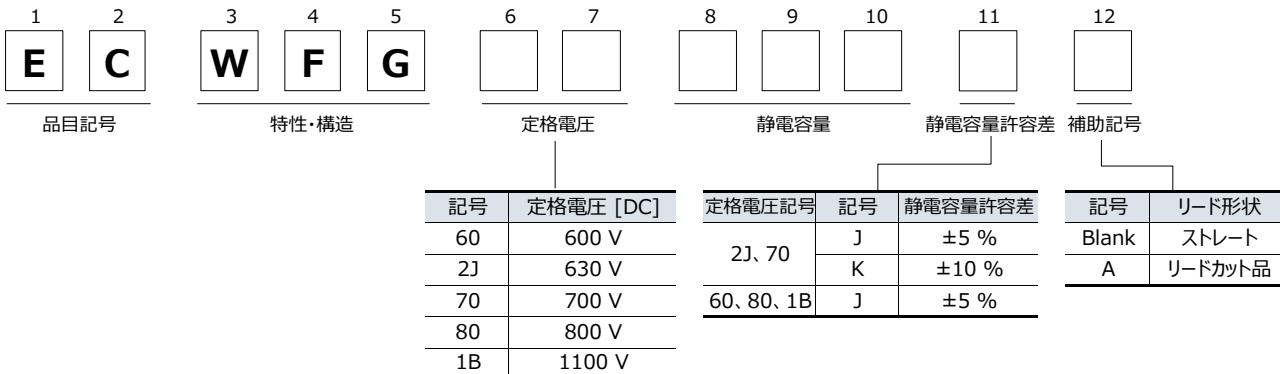 1 2 3 4 5 6 7 8 9 10 11 12
E C W F G
品目記号 特性・構造 定格電圧 静電容量 静電容量許容差 補助記号
記号 定格電圧 [DC]
60 600 V
2J 630 V
70 700 V
80 800 V
1B 1100 V
定格電圧記号 記号 静電容量許容差
2J、70 J ±5 %
K ±10 %
60、80、1B J ±5 %
記号 リード形状
Blank ストレート
A リードカット品